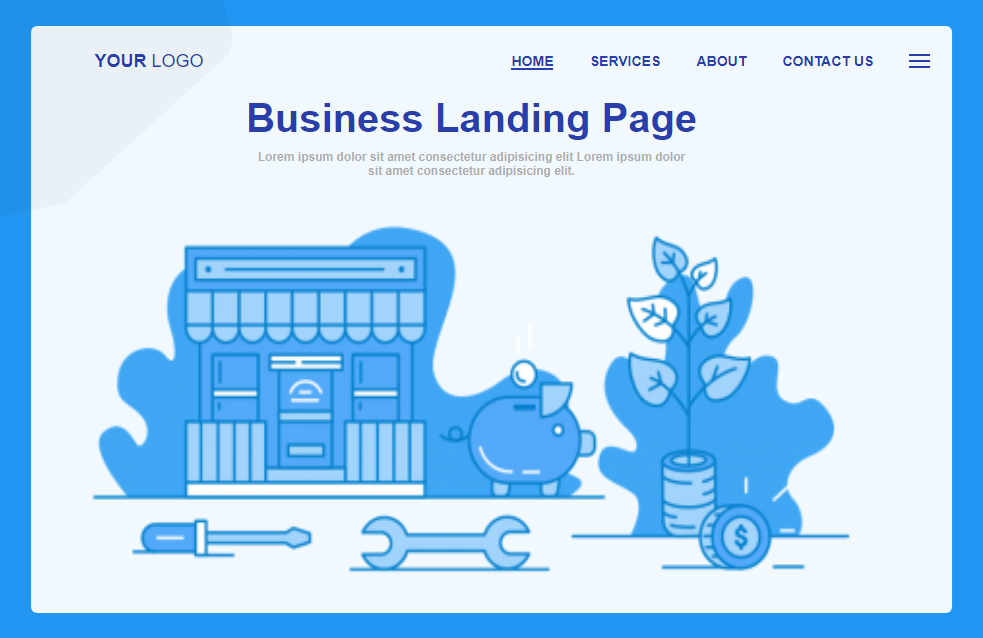 YOUR LOGO
HOME SERVICES ABOUT CONTACT US
Business Landing Page
Lorem ipsum dolor sit amet consectetur adipisicing elit Lorem ipsum dolor
sit amet consectetur adipisicing elit.
$